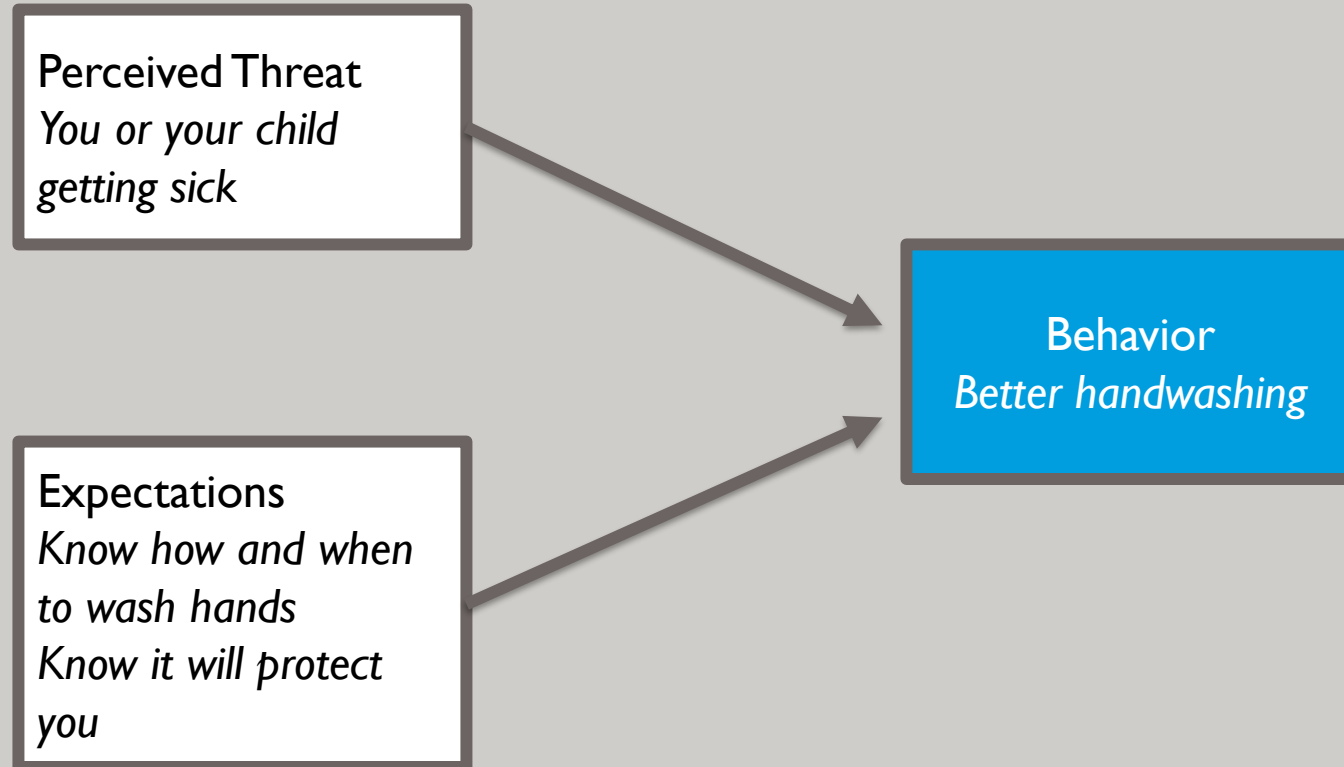 Perceived Threat
You or your child
getting sick
Behavior
Better handwashing
Expectations
Know how and when
to wash hands
Know it will protect
you